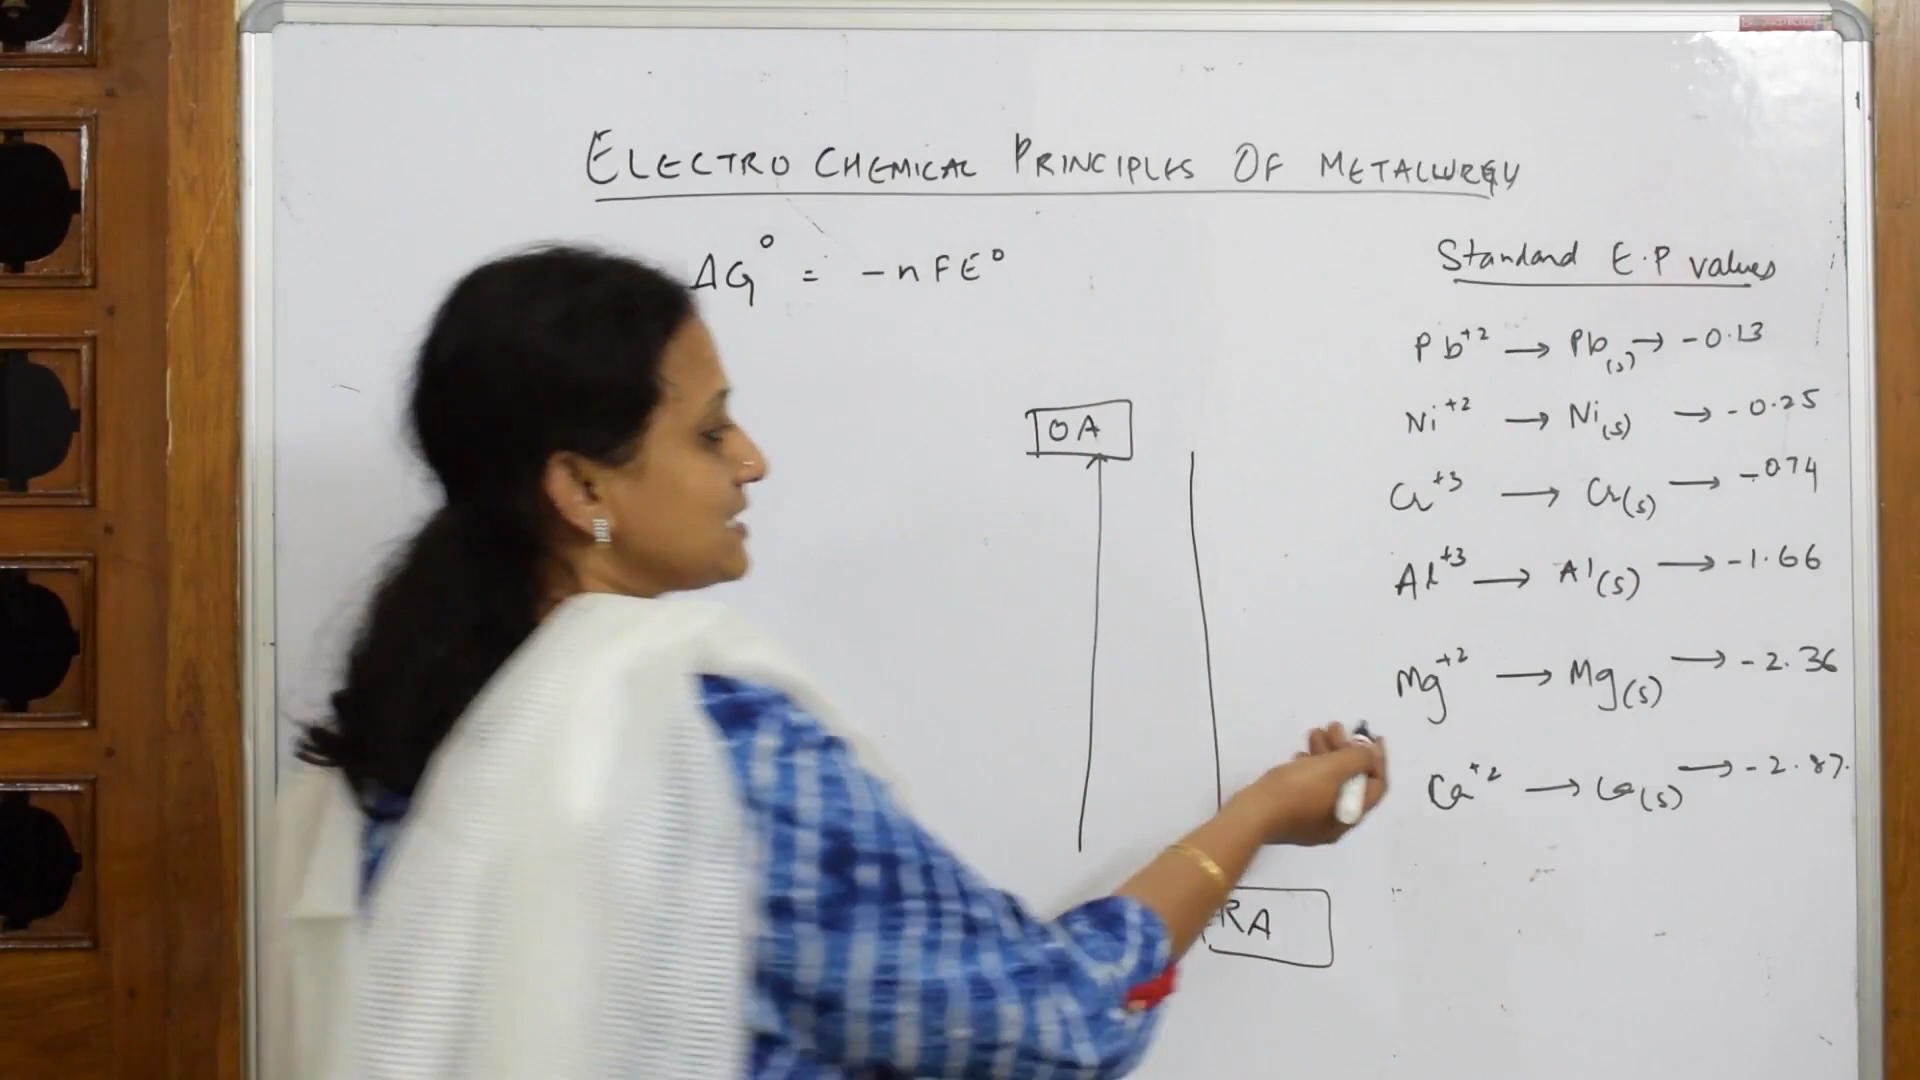 ELECTRO CHEMICAL PRINCIPLES OF METALLURGY
ΔG° = -nFE°
Standard E.P values
Pb+2 → Pb(s) → -0.13
Ni+2 → Ni(s) → -0.25
OA
Cr+3 → Cr(s) → -0.74
Al+3 → Al(s) → -1.66
Mg+2 → Mg(s) → -2.36
Ca+2 → Ca(s) → -2.87.
RA